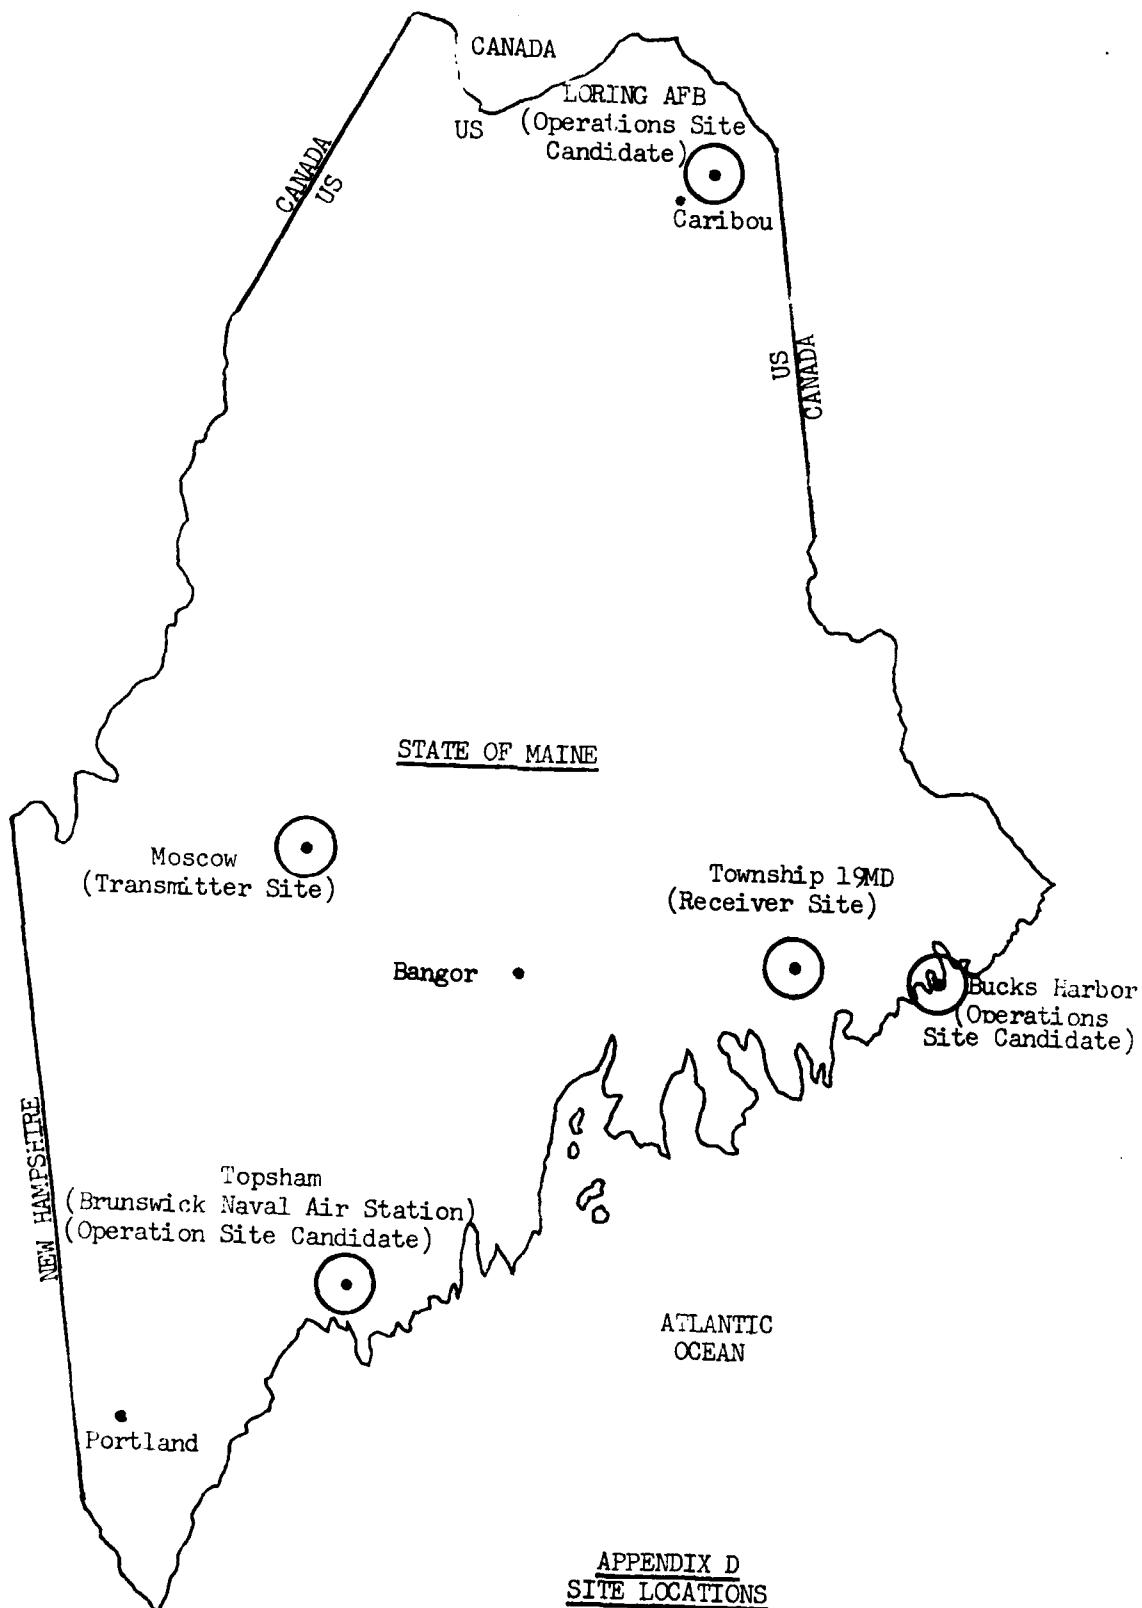 CANADA
US
LORING AFB
(Operations Site
Candidate)
Caribou
CANADA
US
US
CANADA
STATE OF MAINE
Moscow
(Transmitter Site)
Township 19MD
(Receiver Site)
Bangor
Bucks Harbor
(Operations
Site Candidate)
NEW HAMPSHIRE
Topsham
(Brunswick Naval Air Station)
(Operation Site Candidate)
ATLANTIC
OCEAN
Portland
APPENDIX D
SITE LOCATIONS